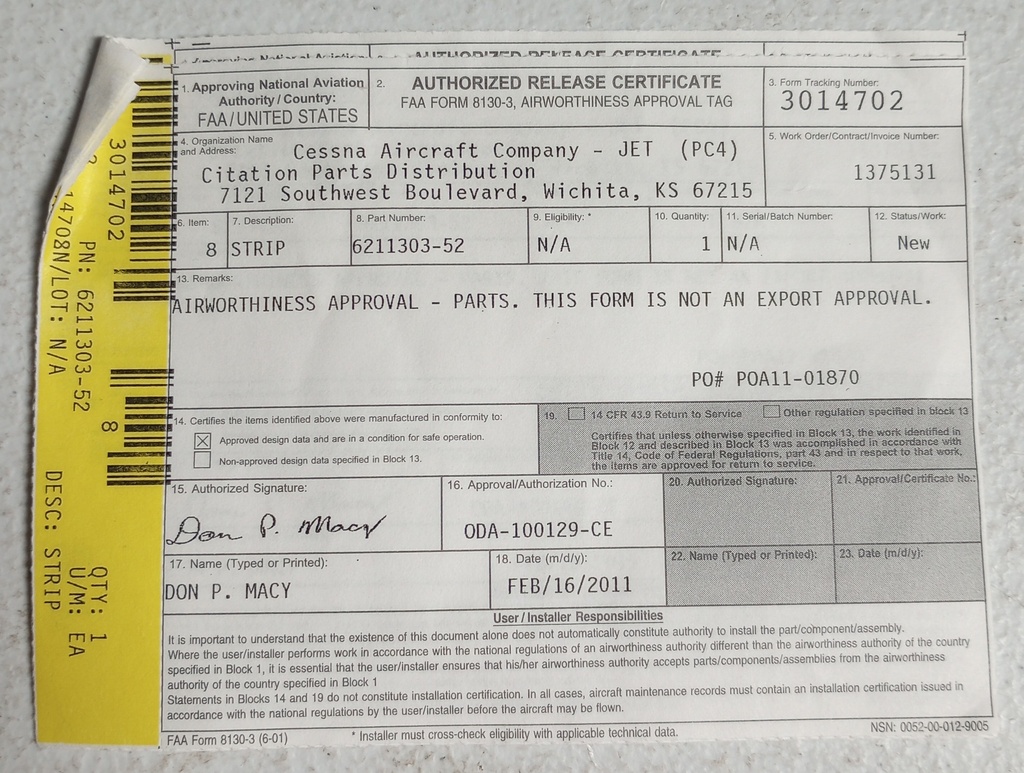 AUTHORIZED RELEASE CERTIFICATE
1. Approving National Aviation
Authority / Country:
FAA/UNITED STATES
2.
AUTHORIZED RELEASE CERTIFICATE
FAA FORM 8130-3, AIRWORTHINESS APPROVAL TAG
3. Form Tracking Number:
3014702
4. Organization Name
and Address:
Cessna Aircraft Company - JET (PC4)
Citation Parts Distribution
7121 Southwest Boulevard, Wichita, KS 67215
5. Work Order/Contract/Invoice Number:
1375131
6. Item:
8
7. Description:
STRIP
8. Part Number:
6211303-52
9. Eligibility: *
N/A
10. Quantity:
1
11. Serial/Batch Number:
N/A
12. Status/Work:
New
13. Remarks:
AIRWORTHINESS APPROVAL - PARTS. THIS FORM IS NOT AN EXPORT APPROVAL.
PO# POA11-01870
14. Certifies the items identified above were manufactured in conformity to:
Approved design data and are in a condition for safe operation.
Non-approved design data specified in Block 13.
19. 14 CFR 43.9 Return to Service Other regulation specified in block 13
Certifies that unless otherwise specified in Block 13, the work identified in
Block 12 and described in Block 13 was accomplished in accordance with
Title 14, Code of Federal Regulations, part 43 and in respect to that work,
the items are approved for return to service.
15. Authorized Signature:
Don P. Macy
16. Approval/Authorization No.:
ODA-100129-CE
20. Authorized Signature:
21. Approval/Certificate No.:
17. Name (Typed or Printed):
DON P. MACY
18. Date (m/d/y):
FEB/16/2011
22. Name (Typed or Printed):
23. Date (m/d/y):
User/Installer Responsibilities
It is important to understand that the existence of this document alone does not automatically constitute authority to install the part/component/assembly.
Where the user/installer performs work in accordance with the national regulations of an airworthiness authority different than the airworthiness authority of the country
specified in Block 1, it is essential that the user/installer ensures that his/her airworthiness authority accepts parts/components/assemblies from the airworthiness
authority of the country specified in Block 1
Statements in Blocks 14 and 19 do not constitute installation certification. In all cases, aircraft maintenance records must contain an installation certification issued in
accordance with the national regulations by the user/installer before the aircraft may be flown.
FAA Form 8130-3 (6-01)
* Installer must cross-check eligibility with applicable technical data.
NSN: 0052-00-012-9005
3014702
PN: 6211303-52
14708N/LOT: N/A
8
QTY: 1
U/M: EA
DESC: STRIP